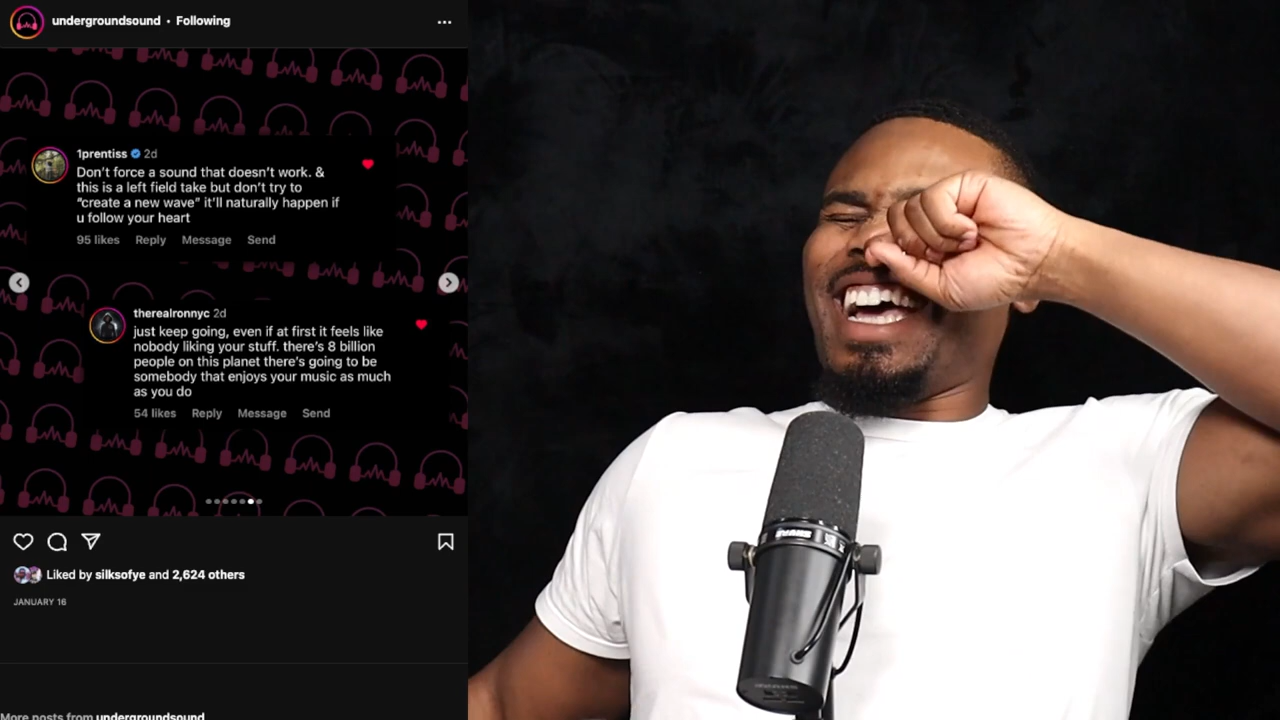 undergroundsound • Following
1prentiss 2d
Don't force a sound that doesn't work. &
this is a left field take but don't try to
"create a new wave" it'll naturally happen if
u follow your heart
95 likes Reply Message Send
therealronnyc 2d
just keep going, even if at first it feels like
nobody liking your stuff. there's 8 billion
people on this planet there's going to be
somebody that enjoys your music as much
as you do
54 likes Reply Message Send
Liked by silksofye and 2,624 others
JANUARY 16
More posts from undergroundsound
SHURE